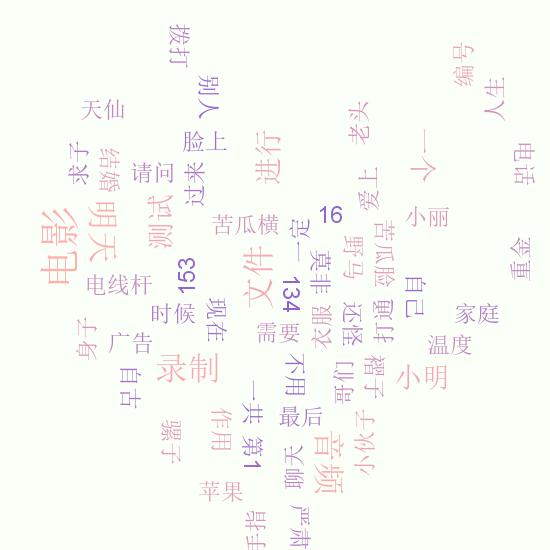 拨打
编号
别人
人生
天仙
老头
脸上
进行
一个
求子
结婚
请问
过来
爱上
电话
电影
明天
测试
苦瓜横
16
小丽
一定
野马
苦瓜脸
重金
153
文件
莫非
电线杆
134
自己
时候
现在
衣服
还怪
打通
家庭
身子
广告
需要
温度
自古
录制
不用
哥们
褶子
小明
一共
作用
最后
骡子
第1
聊天
音频
小伙子
苹果
手指
严肃